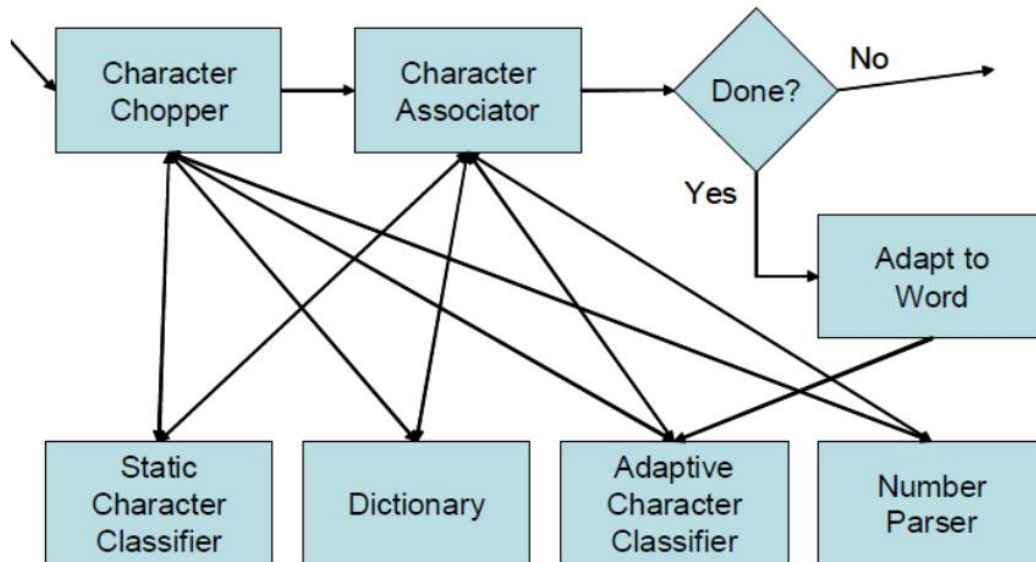 Character
Chopper
Character
Associator
Done?
No
Yes
Adapt to
Word
Static
Character
Classifier
Dictionary
Adaptive
Character
Classifier
Number
Parser